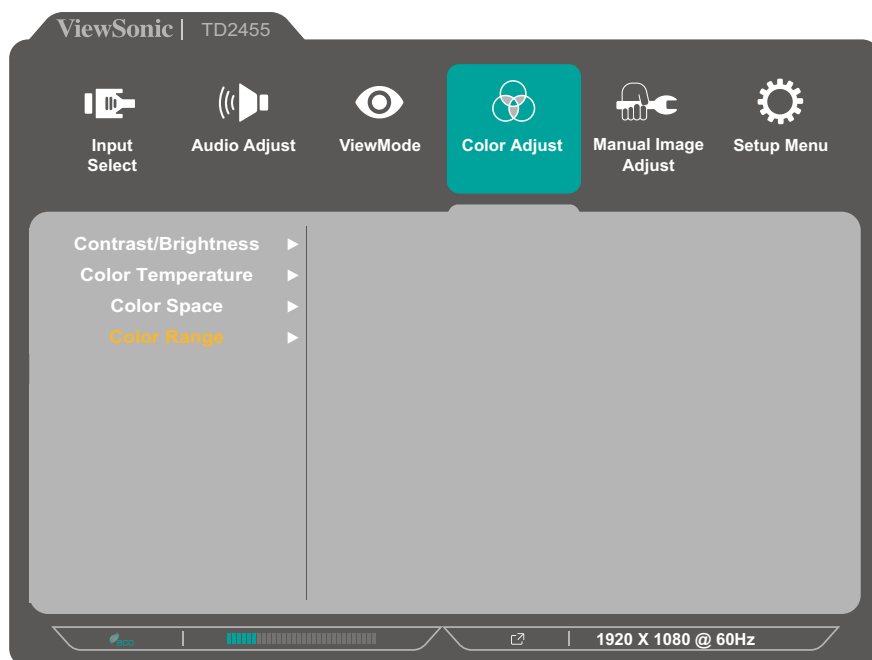 ViewSonic | TD2455
Input
Select
Audio Adjust
ViewMode
Color Adjust
Manual Image
Adjust
Setup Menu
Contrast/Brightness
Color Temperature
Color Space
Color Range
eco
1920 X 1080 @ 60Hz